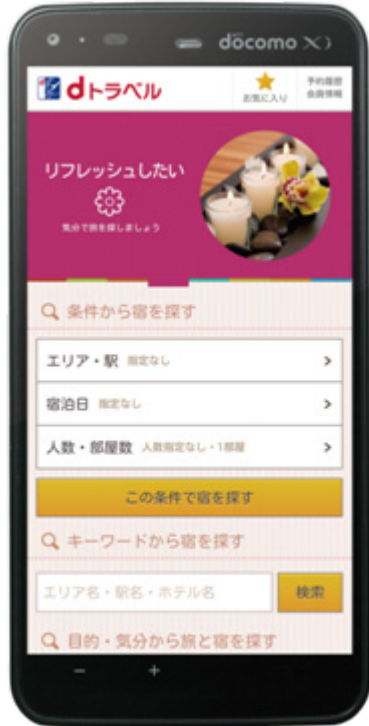 döcomo Xi
dトラベル
お気に入り
予約履歴
会員情報
リフレッシュしたい
気分で旅を探しましょう
条件から宿を探す
エリア・駅 指定なし
宿泊日 指定なし
人数・部屋数 人数指定なし・1部屋
この条件で宿を探す
キーワードから宿を探す
エリア名・駅名・ホテル名
検索
目的・気分から旅と宿を探す